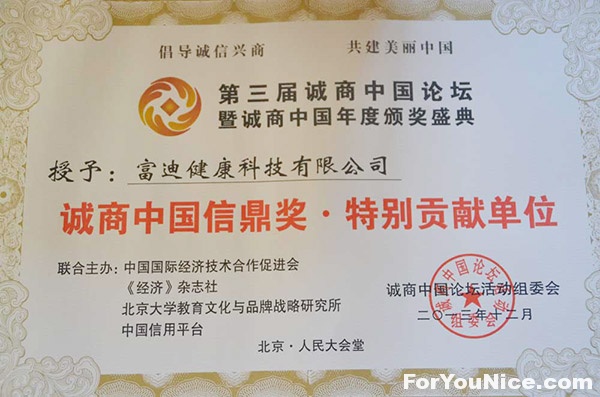 倡导诚信兴商 共建美丽中国
第三届诚商中国论坛
暨诚商中国年度颁奖盛典
授予：富迪健康科技有限公司
诚商中国信鼎奖·特别贡献单位
联合主办：中国国际经济技术合作促进会
《经济》杂志社
北京大学教育文化与品牌战略研究所
中国信用平台
诚商中国论坛活动组委会
二〇一三年十二月
诚商中国论坛活动
组委会
北京·人民大会堂
ForYouNice.com